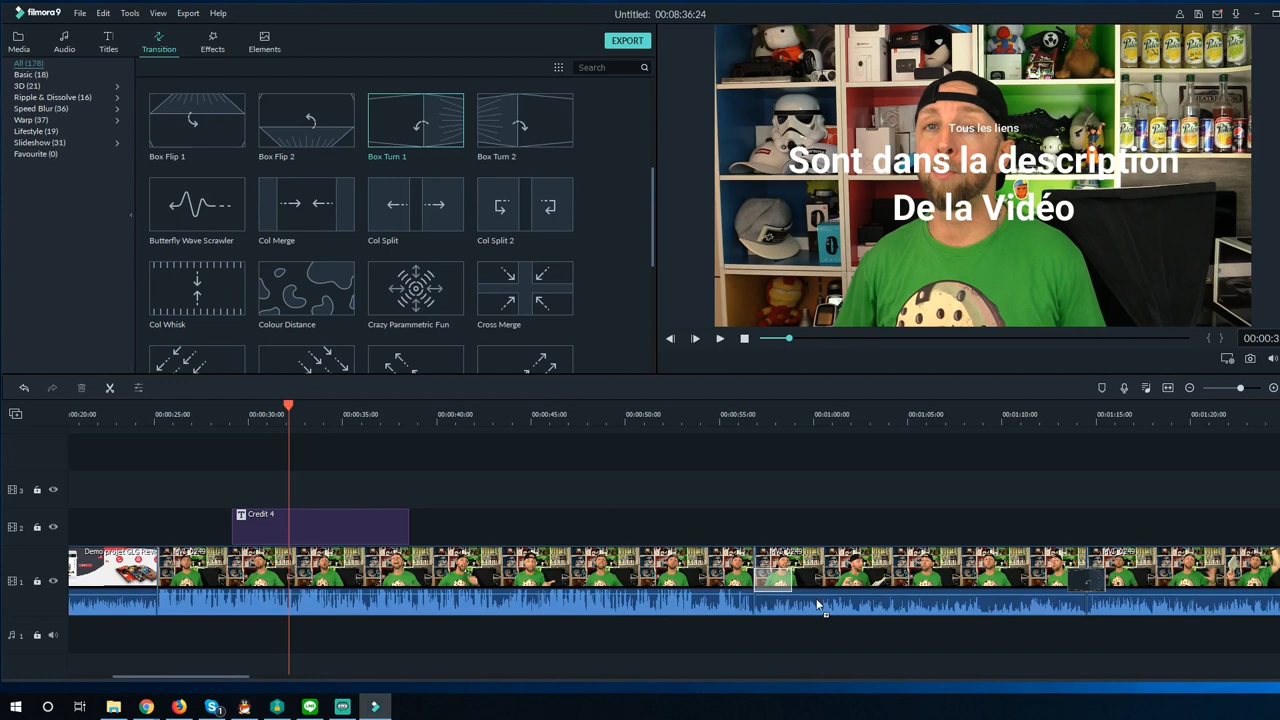 filmora9 File Edit Tools View Export Help
Untitled: 00:08:36:24
Media Audio Titles Transition Effects Elements
EXPORT
Search
All (178)
Basic (18)
3D (21)
Ripple & Dissolve (16)
Speed Blur (36)
Warp (37)
Lifestyle (19)
Slideshow (31)
Favourite (0)
Box Flip 1 Box Flip 2 Box Turn 1 Box Turn 2
Butterfly Wave Scrawler Col Merge Col Split Col Split 2
Col Whisk Colour Distance Crazy Parammetric Fun Cross Merge
Tous les liens
Sont dans la description
De la Vidéo
00:00:3
:00:20:00 00:00:25:00 00:00:30:00 00:00:35:00 00:00:40:00 00:00:45:00 00:00:50:00 00:00:55:00 00:01:00:00 00:01:05:00 00:01:10:00 00:01:15:00 00:01:20:00
3
2
T Credit 4
1
1